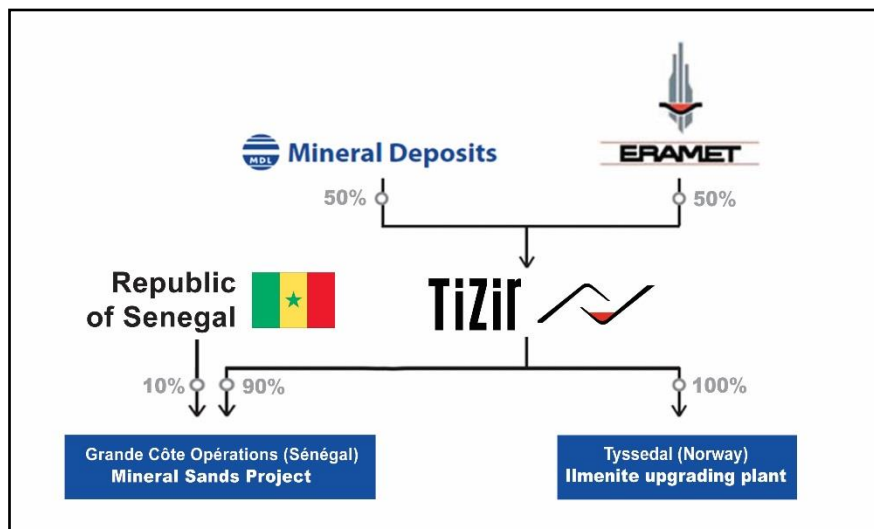 MDL
Mineral Deposits
ERAMET
50%
50%
Republic
of Senegal
TiZir
10%
90%
100%
Grande Côte Opérations (Sénégal)
Mineral Sands Project
Tyssedal (Norway)
Ilmenite upgrading plant